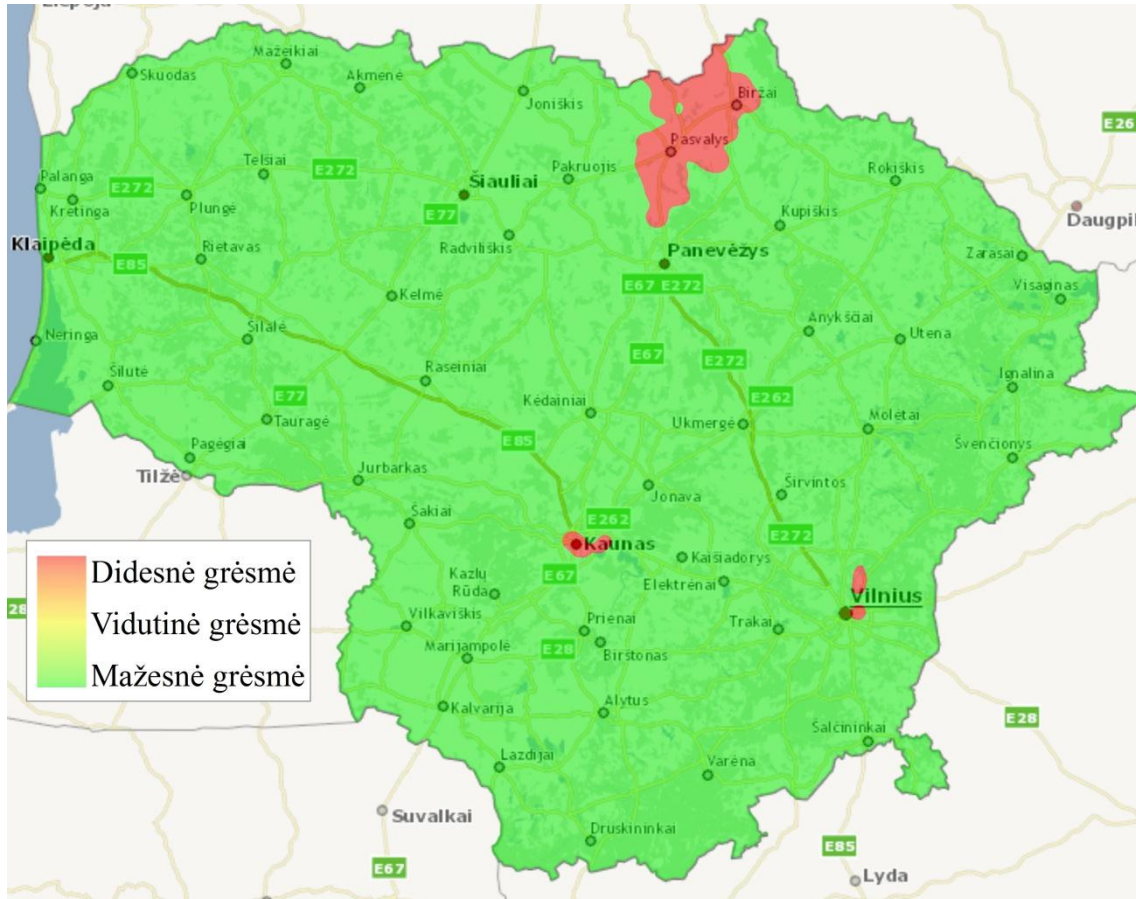 Mažeikiai
Skuodas
Akmenė
Joniškis
Biržai
Pasvalys
E26
Telšiai
E272
Pakruojis
Rokiškis
Palanga
E272
Šiauliai
Kretinga
Plungė
E77
Kupiškis
Daugpil
Klaipėda
Rietavas
Radviliškis
Panevėžys
Zarasai
E85
E67 E272
Visaginas
Kelmė
Neringa
Šilalė
Anykščiai
Utena
E67
E272
Šilutė
Raseiniai
Ignalina
E77
Kėdainiai
E262
Tauragė
Ukmergė
Molėtai
Pagėgiai
E85
Švenčionys
Tilžė
Jurbarkas
Jonava
Širvintos
Šakiai
E262
Kaunas
E272
Kaišiadorys
Didesnė grėsmė
Vidutinė grėsmė
Mažesnė grėsmė
Kazlų
Rūda
E67
Elektrėnai
Vilnius
28
Vilkaviškis
Prienai
Trakai
Marijampolė
E28
Birštonas
Kalvarija
Alytus
E28
Šalčininkai
Lazdijai
Varėna
Suvalkai
Druskininkai
E85
E67
Lyda